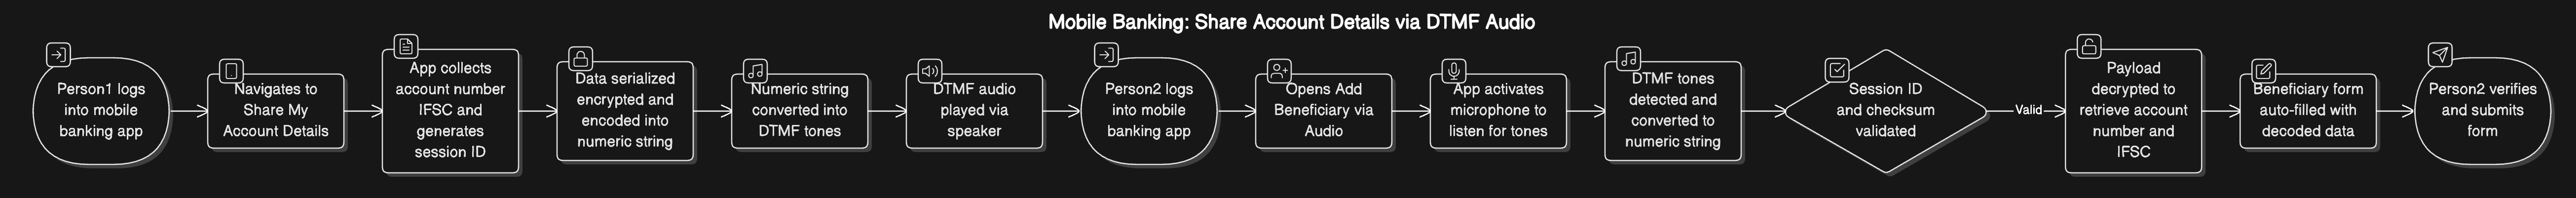 Mobile Banking: Share Account Details via DTMF Audio
Person1 logs
into mobile
banking app
Navigates to
Share My
Account Details
App collects
account number
IFSC and
generates
session ID
Data serialized
encrypted and
encoded into
numeric string
Numeric string
converted into
DTMF tones
DTMF audio
played via
speaker
Person2 logs
into mobile
banking app
Opens Add
Beneficiary via
Audio
App activates
microphone to
listen for tones
DTMF tones
detected and
converted to
numeric string
Session ID
and checksum
validated
Valid
Payload
decrypted to
retrieve account
number and
IFSC
Beneficiary form
auto-filled with
decoded data
Person2 verifies
and submits
form